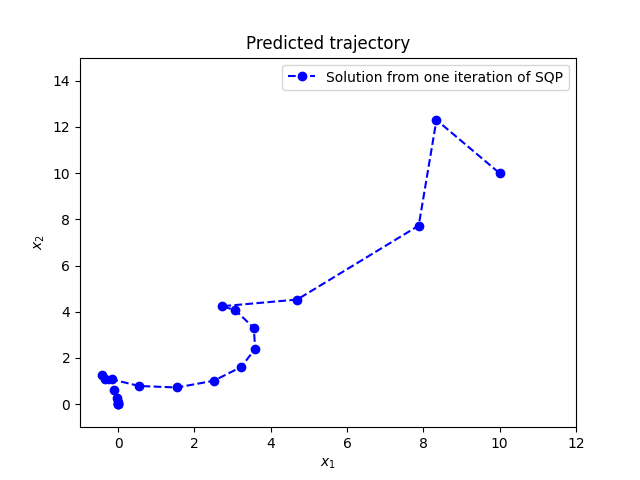 Predicted trajectory
Solution from one iteration of SQP
14
12
10
8
6
4
2
0
x₂
0 2 4 6 8 10 12
x₁